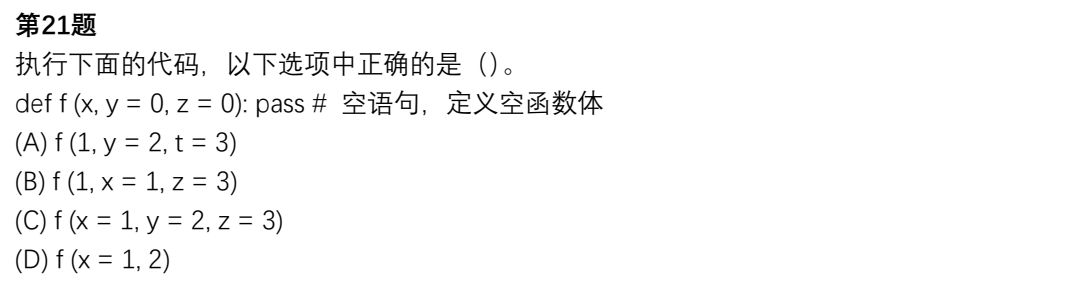 第21题
执行下面的代码，以下选项中正确的是（）。
def f (x, y = 0, z = 0): pass # 空语句，定义空函数体
(A) f (1, y = 2, t = 3)
(B) f (1, x = 1, z = 3)
(C) f (x = 1, y = 2, z = 3)
(D) f (x = 1, 2)